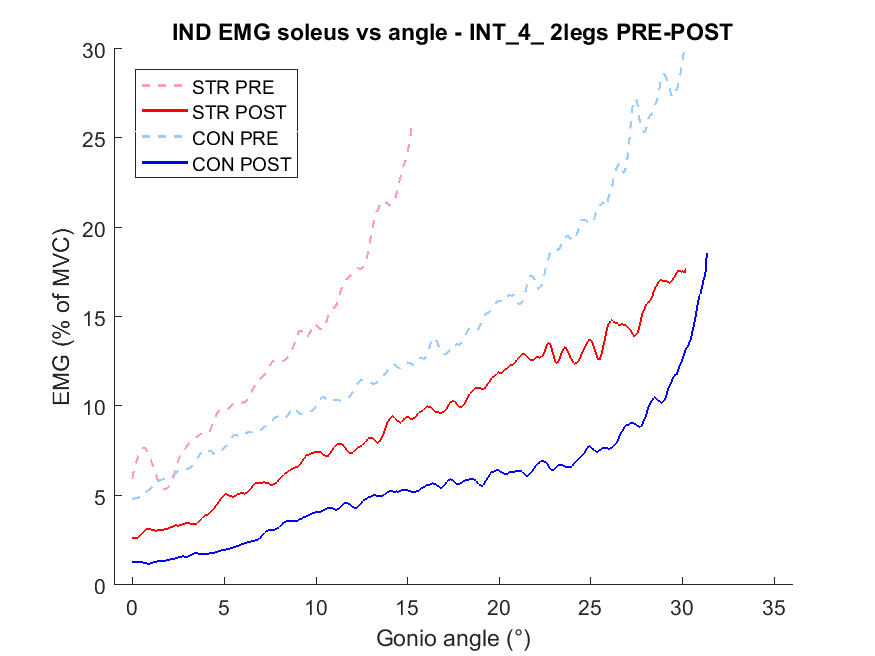 IND EMG soleus vs angle - INT_4_ 2legs PRE-POST
30
STR PRE
STR POST
25
CON PRE
CON POST
20
EMG (% of MVC)
15
10
5
0
0 5 10 15 20 25 30 35
Gonio angle (°)